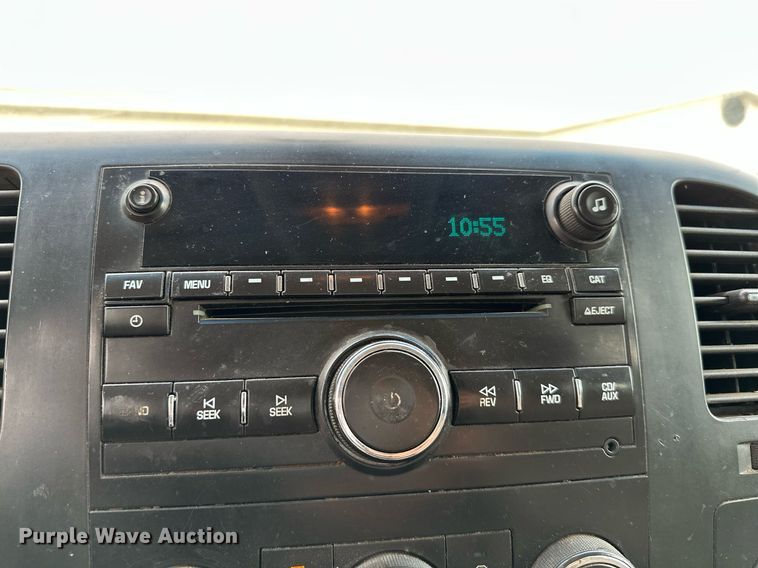 10:55
FAV MENU EQ CAT
EJECT
SEEK SEEK REV FWD CD/
AUX
Purple Wave Auction